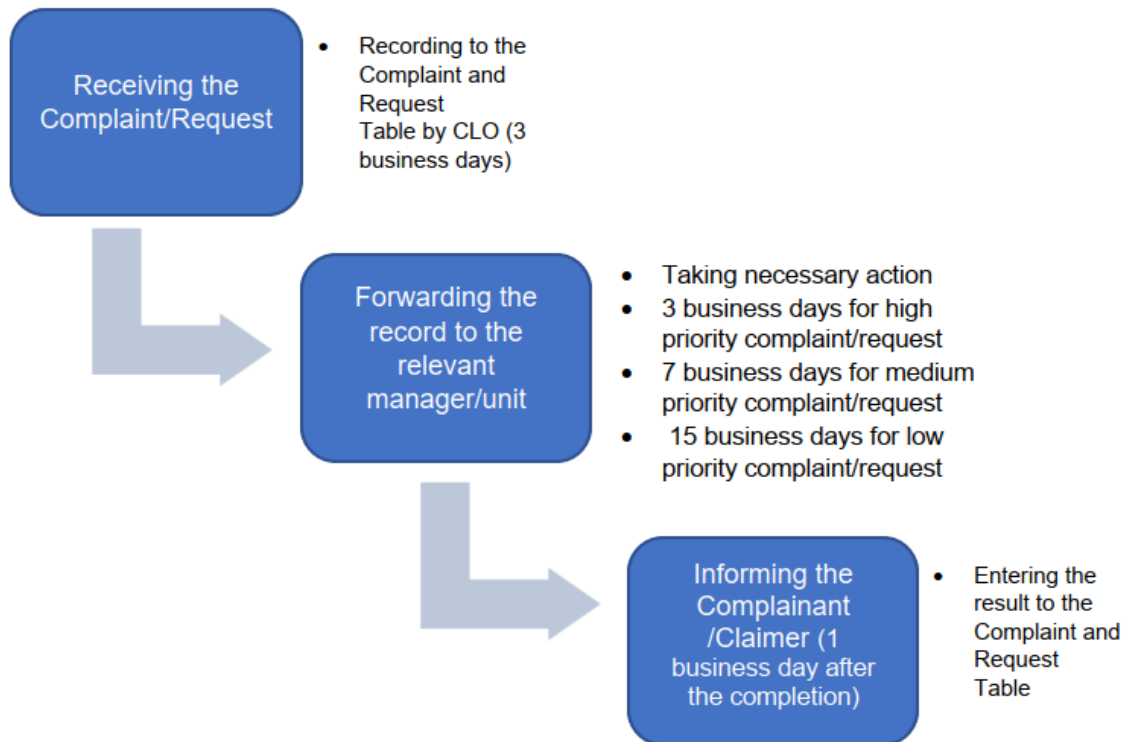 Receiving the
Complaint/Request
• Recording to the
Complaint and
Request
Table by CLO (3
business days)
Forwarding the
record to the
relevant
manager/unit
• Taking necessary action
• 3 business days for high
priority complaint/request
• 7 business days for medium
priority complaint/request
• 15 business days for low
priority complaint/request
Informing the
Complainant
/Claimer (1
business day after
the completion)
• Entering the
result to the
Complaint and
Request
Table